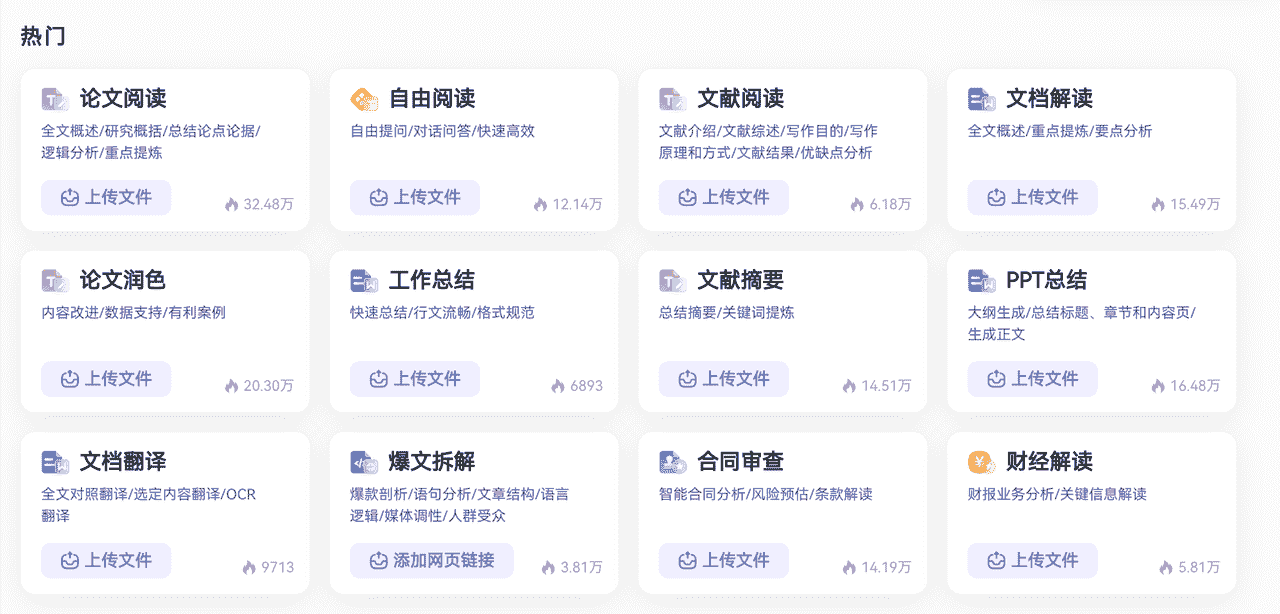 热门
论文阅读
全文概述/研究概括/总结论点论据/
逻辑分析/重点提炼
上传文件
32.48万
自由阅读
自由提问/对话问答/快速高效
上传文件
12.14万
文献阅读
文献介绍/文献综述/写作目的/写作
原理和方式/文献结果/优缺点分析
上传文件
6.18万
文档解读
全文概述/重点提炼/要点分析
上传文件
15.49万
论文润色
内容改进/数据支持/有利案例
上传文件
20.30万
工作总结
快速总结/行文流畅/格式规范
上传文件
6893
文献摘要
总结摘要/关键词提炼
上传文件
14.51万
PPT总结
大纲生成/总结标题、章节和内容页/
生成正文
上传文件
16.48万
文档翻译
全文对照翻译/选定内容翻译/OCR
翻译
上传文件
9713
爆文拆解
爆款剖析/语句分析/文章结构/语言
逻辑/媒体调性/人群受众
添加网页链接
3.81万
合同审查
智能合同分析/风险预估/条款解读
上传文件
14.19万
财经解读
财报业务分析/关键信息解读
上传文件
5.81万